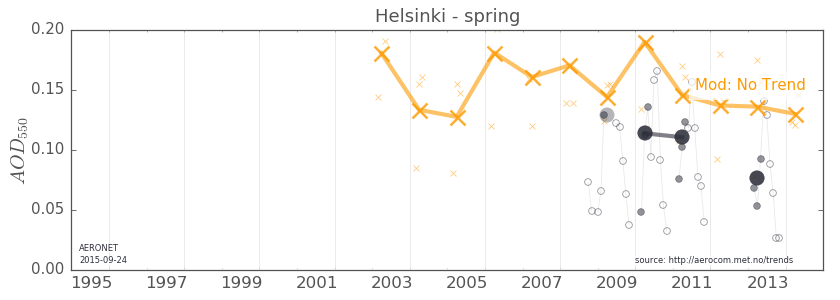 Helsinki - spring
0.20
0.15
0.10
0.05
0.00
AOD550
Mod: No Trend
AERONET
2015-09-24
source: http://aerocom.met.no/trends
1995 1997 1999 2001 2003 2005 2007 2009 2011 2013